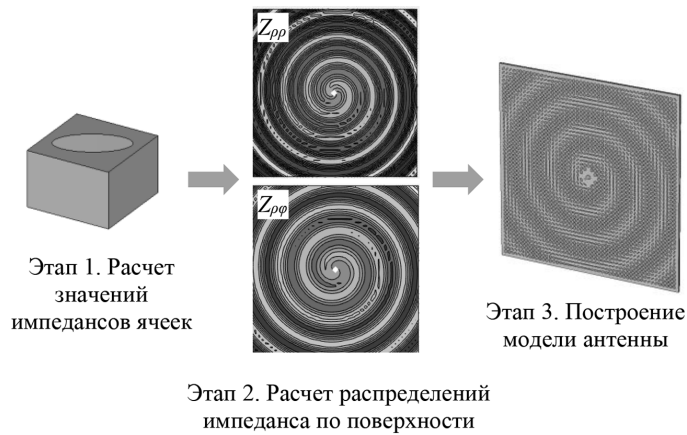 Zρρ
Zρφ
Этап 1. Расчет
значений
импедансов ячеек
Этап 3. Построение
модели антенны
Этап 2. Расчет распределений
импеданса по поверхности